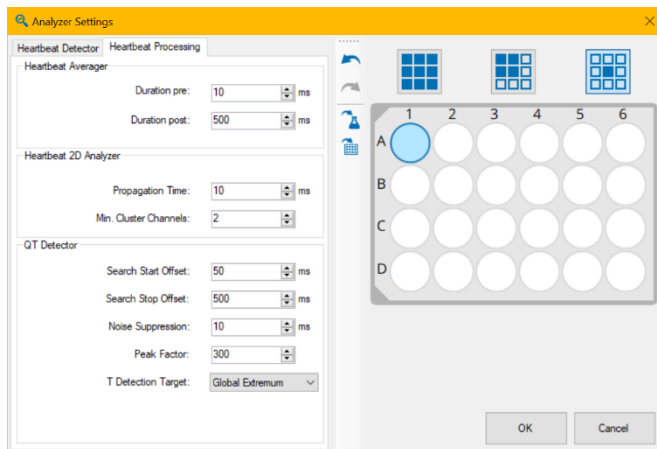 Analyzer Settings
Heartbeat Detector Heartbeat Processing
Heartbeat Averager
Duration pre: 10 ms
Duration post: 500 ms
Heartbeat 2D Analyzer
Propagation Time: 10 ms
Min. Cluster Channels: 2
QT Detector
Search Start Offset: 50 ms
Search Stop Offset: 500 ms
Noise Suppression: 10 ms
Peak Factor: 300
T Detection Target: Global Extremum
1 2 3 4 5 6
A
B
C
D
OK Cancel